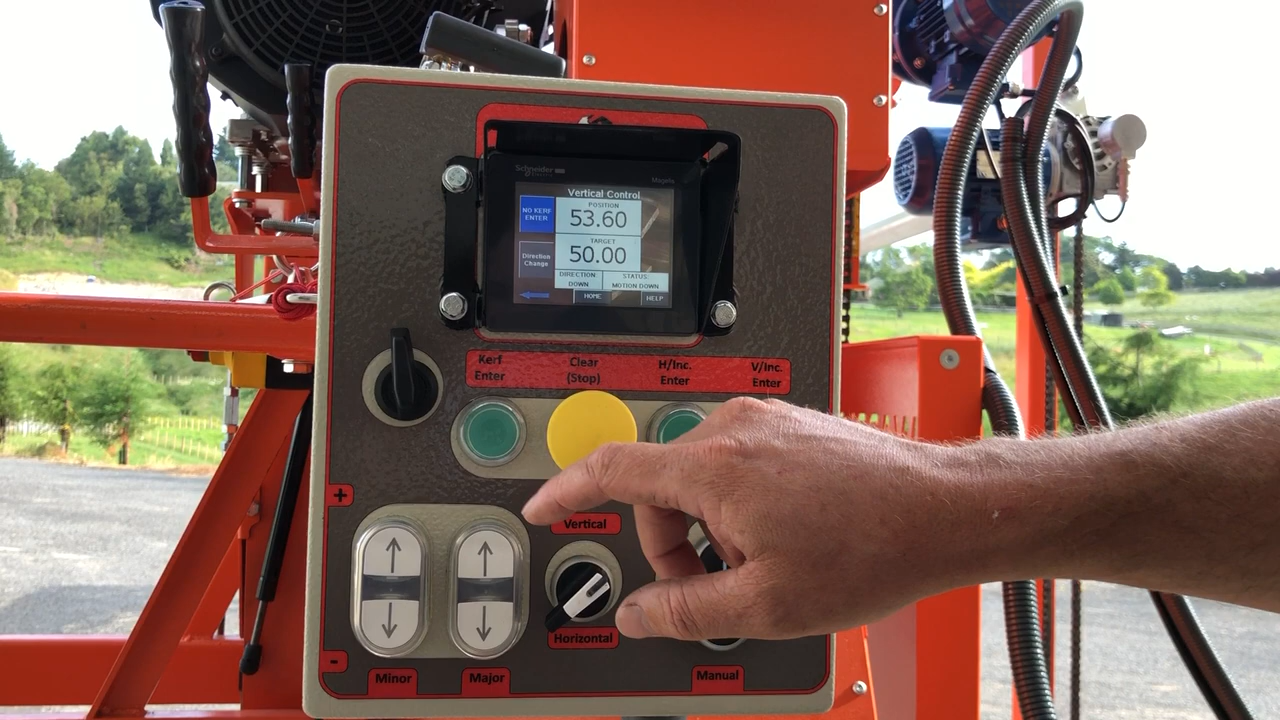 Schneider
Electric
Magelis
Vertical Control
NO KERF
ENTER
POSITION
53.60
TARGET
50.00
Direction
Change
DIRECTION
DOWN
STATUS:
MOTION DOWN
HOME
HELP
Kerf
Enter
Clear
(Stop)
H/Inc.
Enter
V/Inc.
Enter
+
Vertical
Horizontal
-
Minor
Major
Manual